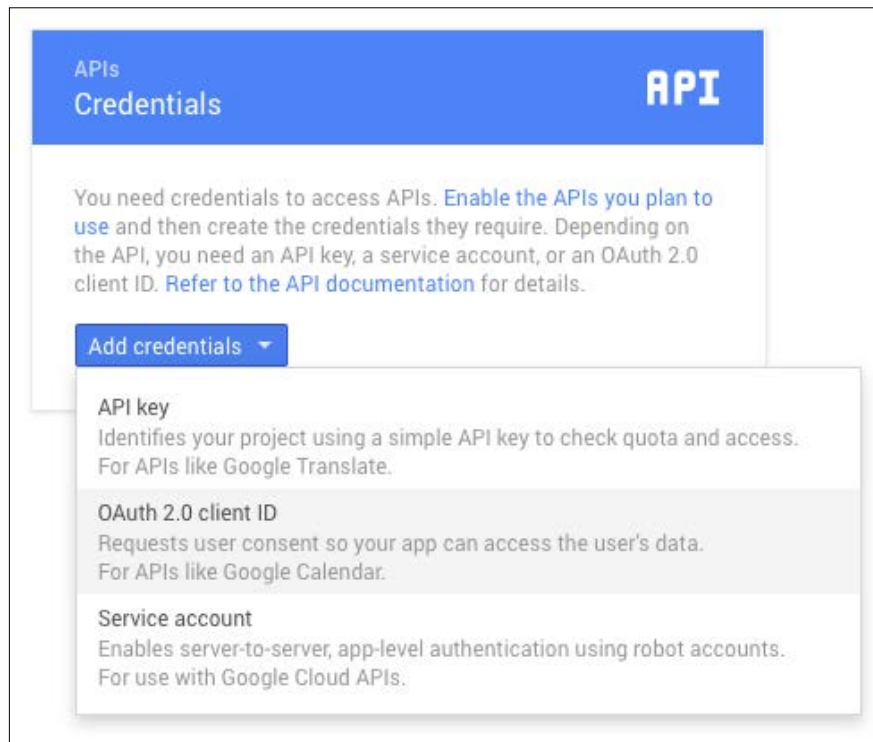 APIs
Credentials
API
You need credentials to access APIs. Enable the APIs you plan to
use and then create the credentials they require. Depending on
the API, you need an API key, a service account, or an OAuth 2.0
client ID. Refer to the API documentation for details.
Add credentials
API key
Identifies your project using a simple API key to check quota and access.
For APIs like Google Translate.
OAuth 2.0 client ID
Requests user consent so your app can access the user's data.
For APIs like Google Calendar.
Service account
Enables server-to-server, app-level authentication using robot accounts.
For use with Google Cloud APIs.